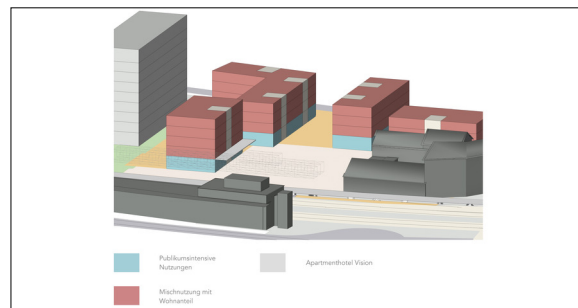 Publikumsintensive
Nutzungen
Apartmenthotel Vision
Mischnutzung mit
Wohnanteil